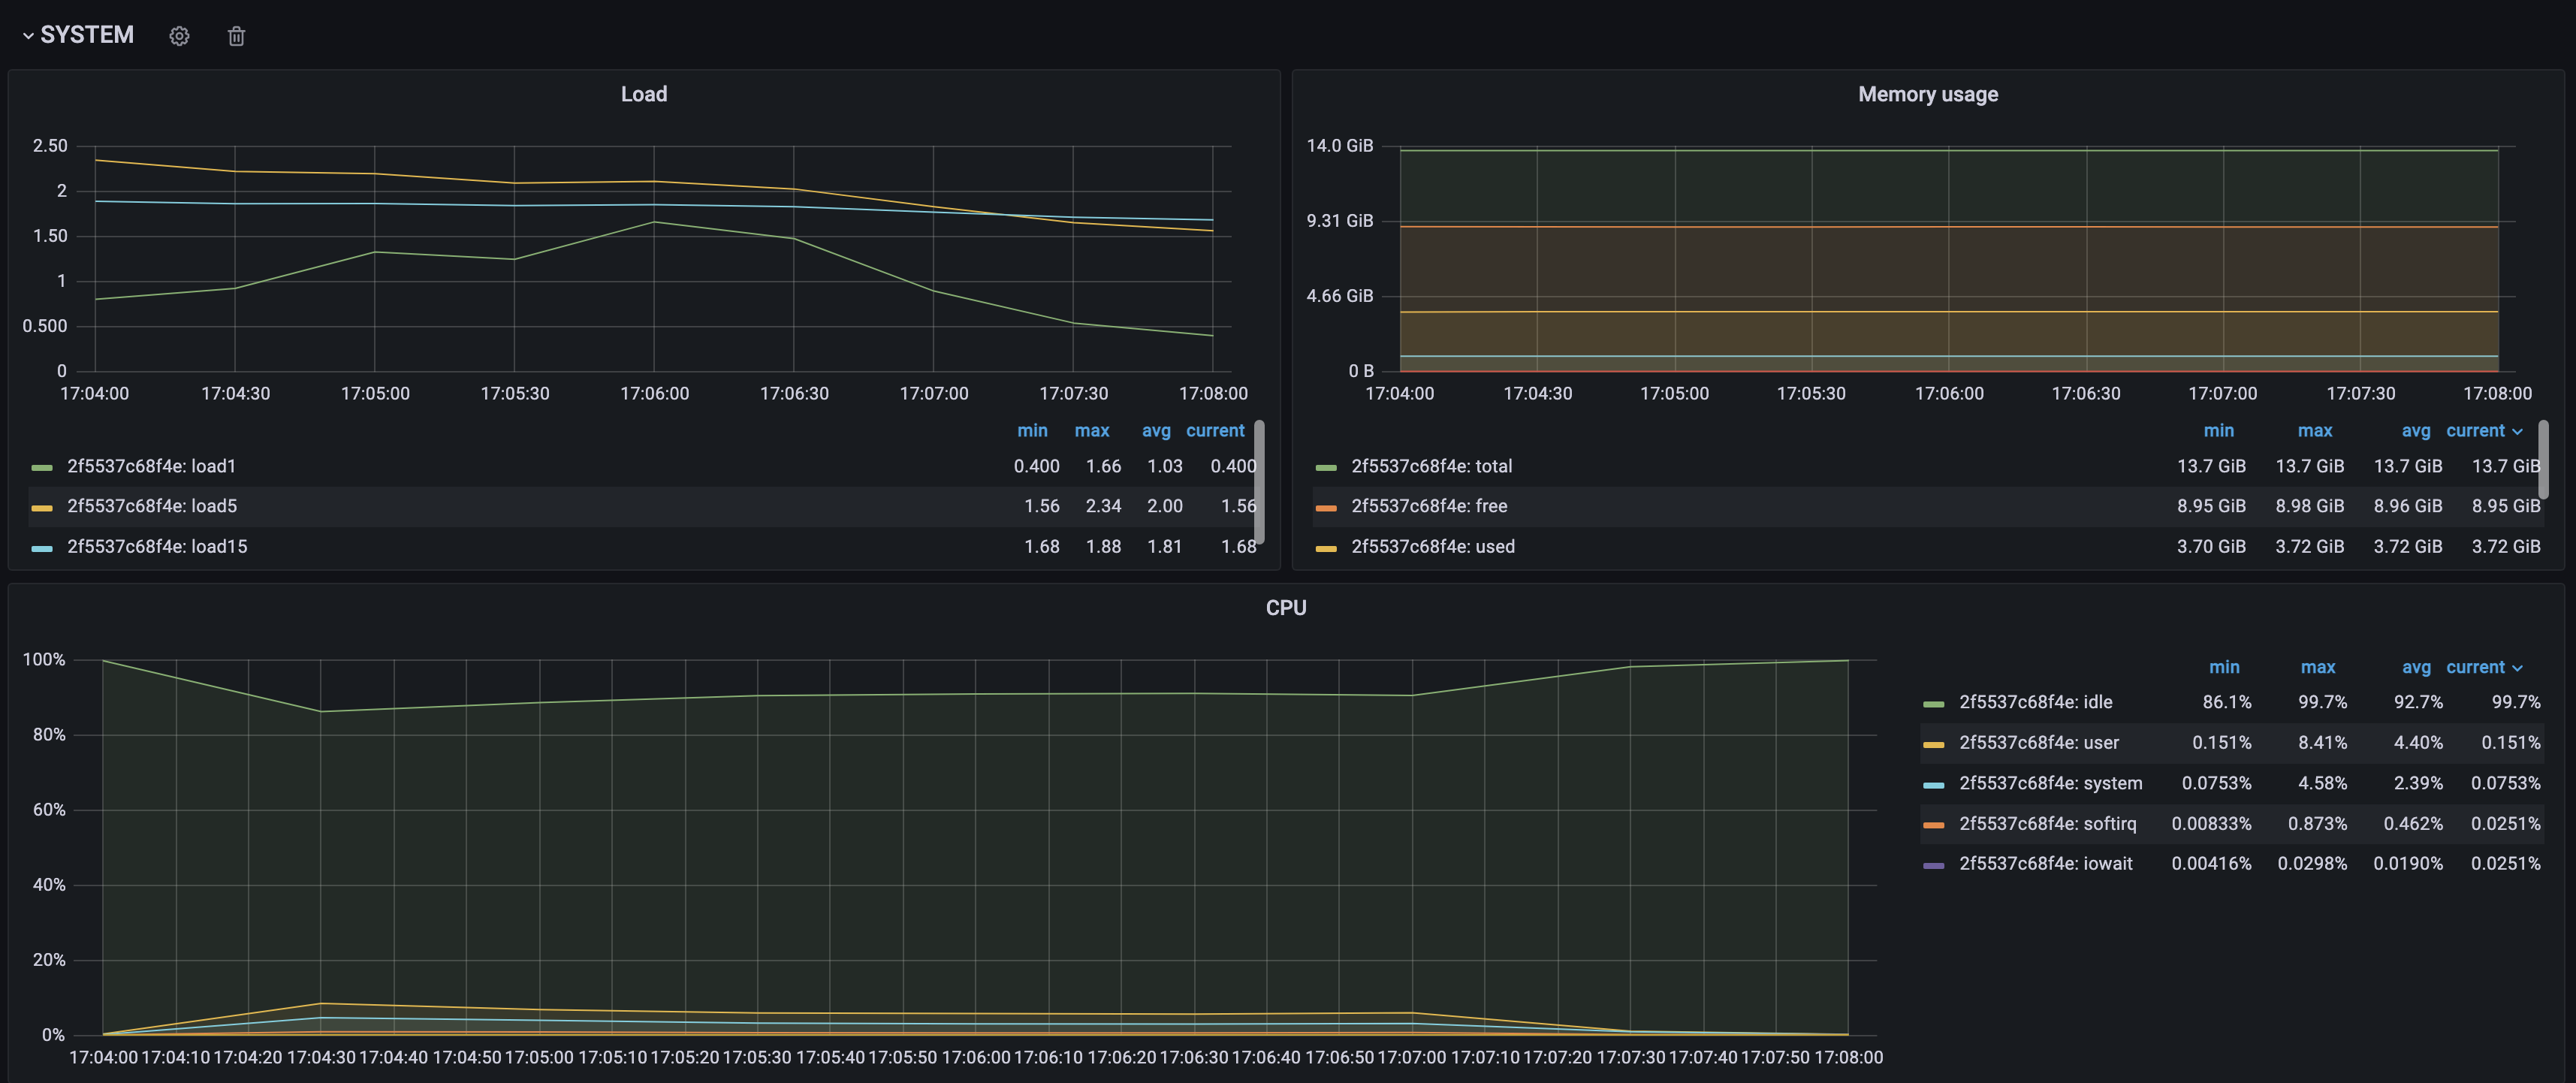 SYSTEM
Load
2.50
2
1.50
1
0.500
0
17:04:00 17:04:30 17:05:00 17:05:30 17:06:00 17:06:30 17:07:00 17:07:30 17:08:00
min max avg current
2f5537c68f4e: load1 0.400 1.66 1.03 0.400
2f5537c68f4e: load5 1.56 2.34 2.00 1.56
2f5537c68f4e: load15 1.68 1.88 1.81 1.68
Memory usage
14.0 GiB
9.31 GiB
4.66 GiB
0 B
17:04:00 17:04:30 17:05:00 17:05:30 17:06:00 17:06:30 17:07:00 17:07:30 17:08:00
min max avg current
2f5537c68f4e: total 13.7 GiB 13.7 GiB 13.7 GiB 13.7 GiB
2f5537c68f4e: free 8.95 GiB 8.98 GiB 8.96 GiB 8.95 GiB
2f5537c68f4e: used 3.70 GiB 3.72 GiB 3.72 GiB 3.72 GiB
CPU
100%
80%
60%
40%
20%
0%
17:04:00 17:04:10 17:04:20 17:04:30 17:04:40 17:04:50 17:05:00 17:05:10 17:05:20 17:05:30 17:05:40 17:05:50 17:06:00 17:06:10 17:06:20 17:06:30 17:06:40 17:06:50 17:07:00 17:07:10 17:07:20 17:07:30 17:07:40 17:07:50 17:08:00
min max avg current
2f5537c68f4e: idle 86.1% 99.7% 92.7% 99.7%
2f5537c68f4e: user 0.151% 8.41% 4.40% 0.151%
2f5537c68f4e: system 0.0753% 4.58% 2.39% 0.0753%
2f5537c68f4e: softirq 0.00833% 0.873% 0.462% 0.0251%
2f5537c68f4e: iowait 0.00416% 0.0298% 0.0190% 0.0251%